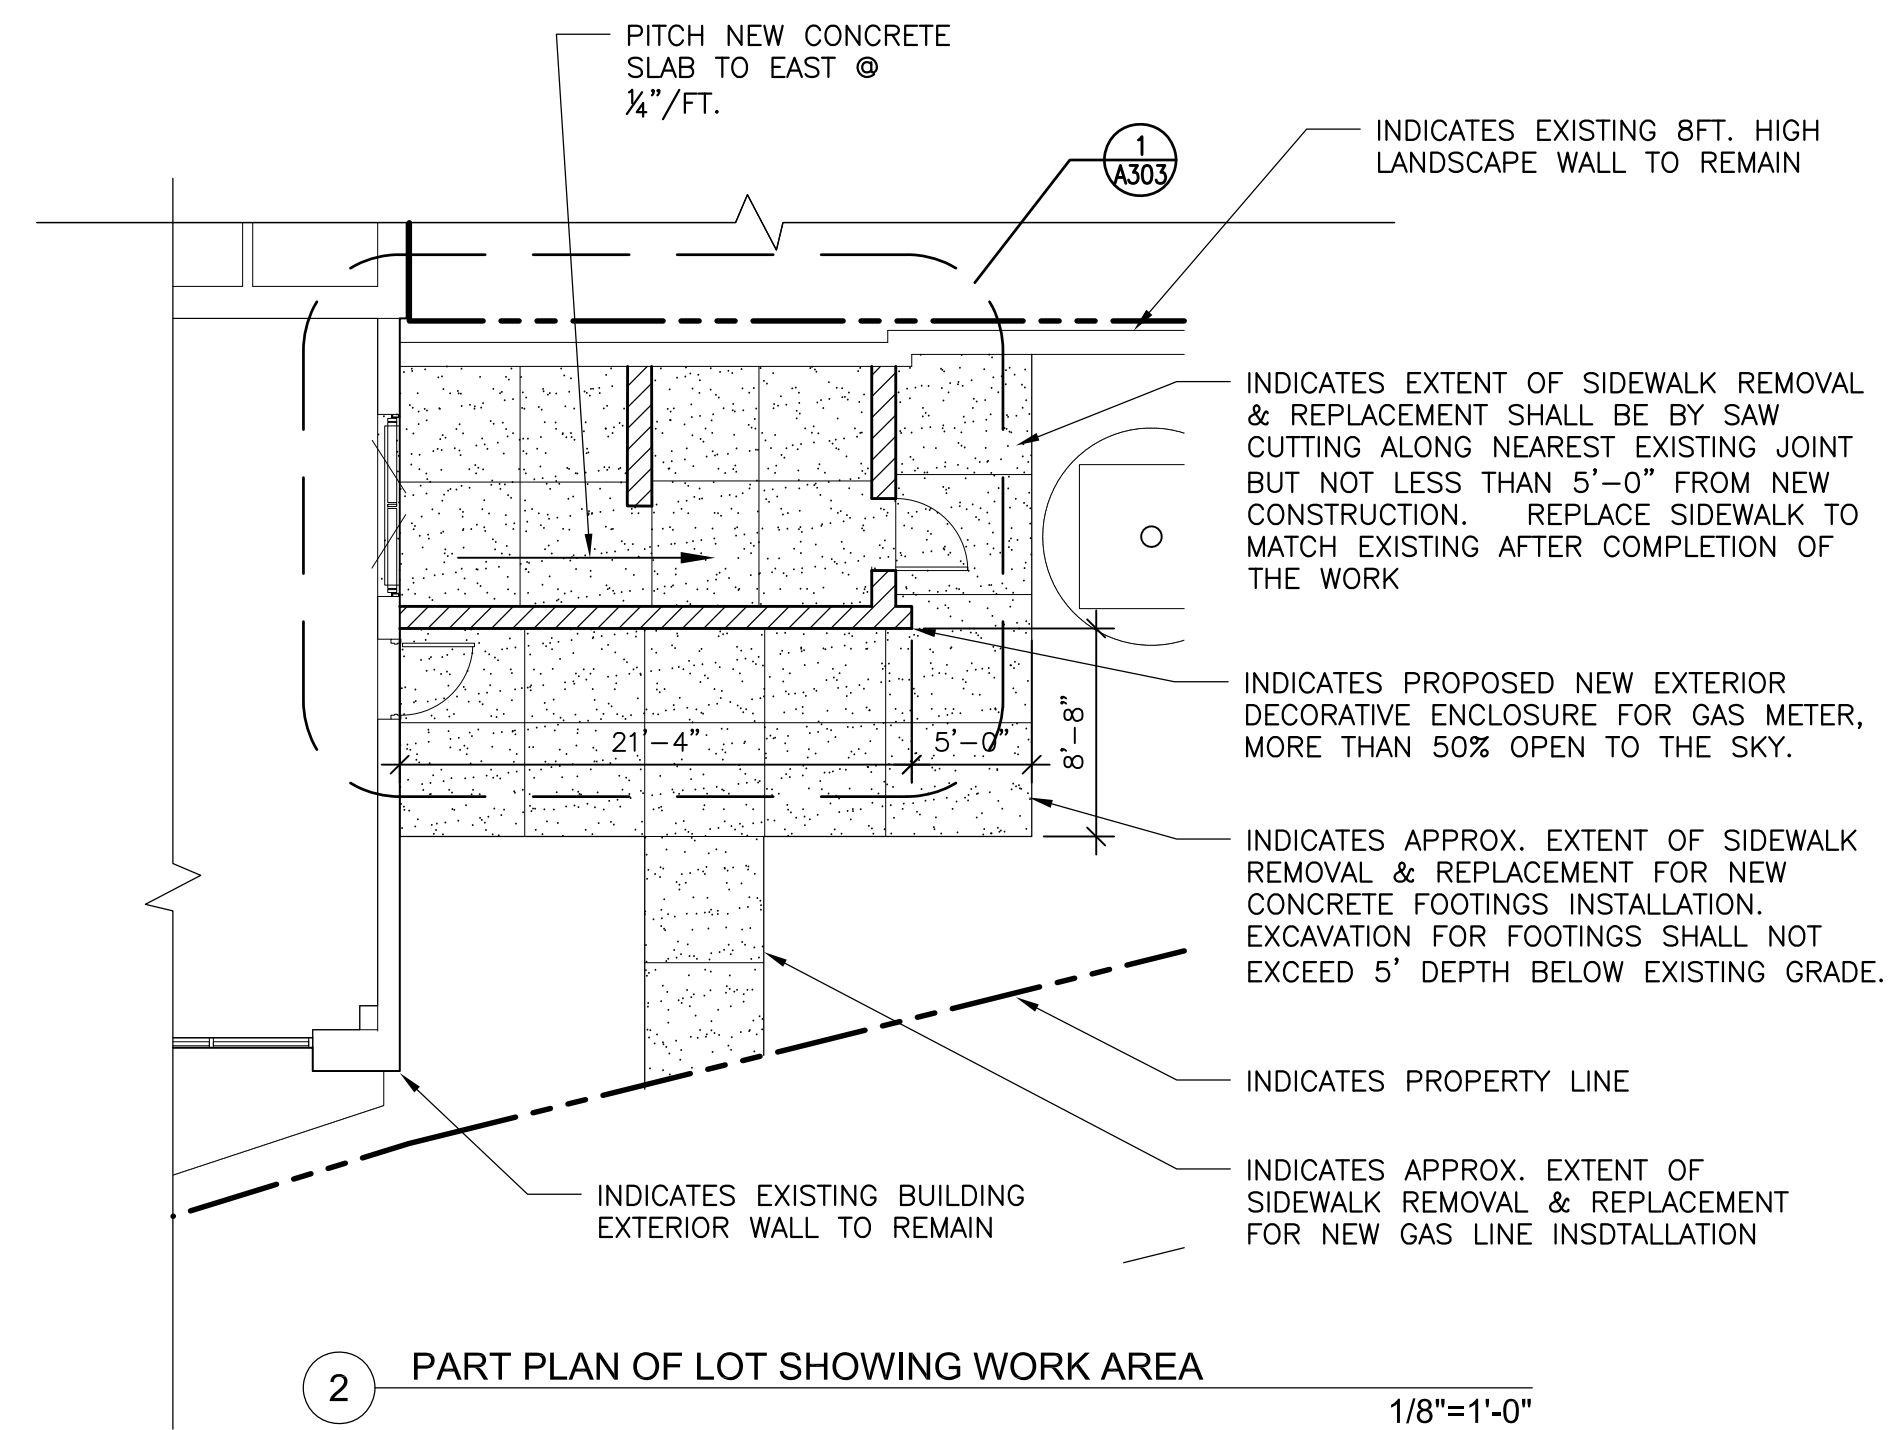 PITCH NEW CONCRETE
SLAB TO EAST @
¼”/FT.
1
A303
INDICATES EXISTING 8FT. HIGH
LANDSCAPE WALL TO REMAIN
INDICATES EXTENT OF SIDEWALK REMOVAL
& REPLACEMENT SHALL BE BY SAW
CUTTING ALONG NEAREST EXISTING JOINT
BUT NOT LESS THAN 5’–0” FROM NEW
CONSTRUCTION. REPLACE SIDEWALK TO
MATCH EXISTING AFTER COMPLETION OF
THE WORK
INDICATES PROPOSED NEW EXTERIOR
DECORATIVE ENCLOSURE FOR GAS METER,
MORE THAN 50% OPEN TO THE SKY.
21’–4”
5’–0”
8’–8”
INDICATES APPROX. EXTENT OF SIDEWALK
REMOVAL & REPLACEMENT FOR NEW
CONCRETE FOOTINGS INSTALLATION.
EXCAVATION FOR FOOTINGS SHALL NOT
EXCEED 5’ DEPTH BELOW EXISTING GRADE.
INDICATES PROPERTY LINE
INDICATES APPROX. EXTENT OF
SIDEWALK REMOVAL & REPLACEMENT
FOR NEW GAS LINE INSDTALLATION
INDICATES EXISTING BUILDING
EXTERIOR WALL TO REMAIN
2
PART PLAN OF LOT SHOWING WORK AREA
1/8"=1'-0"